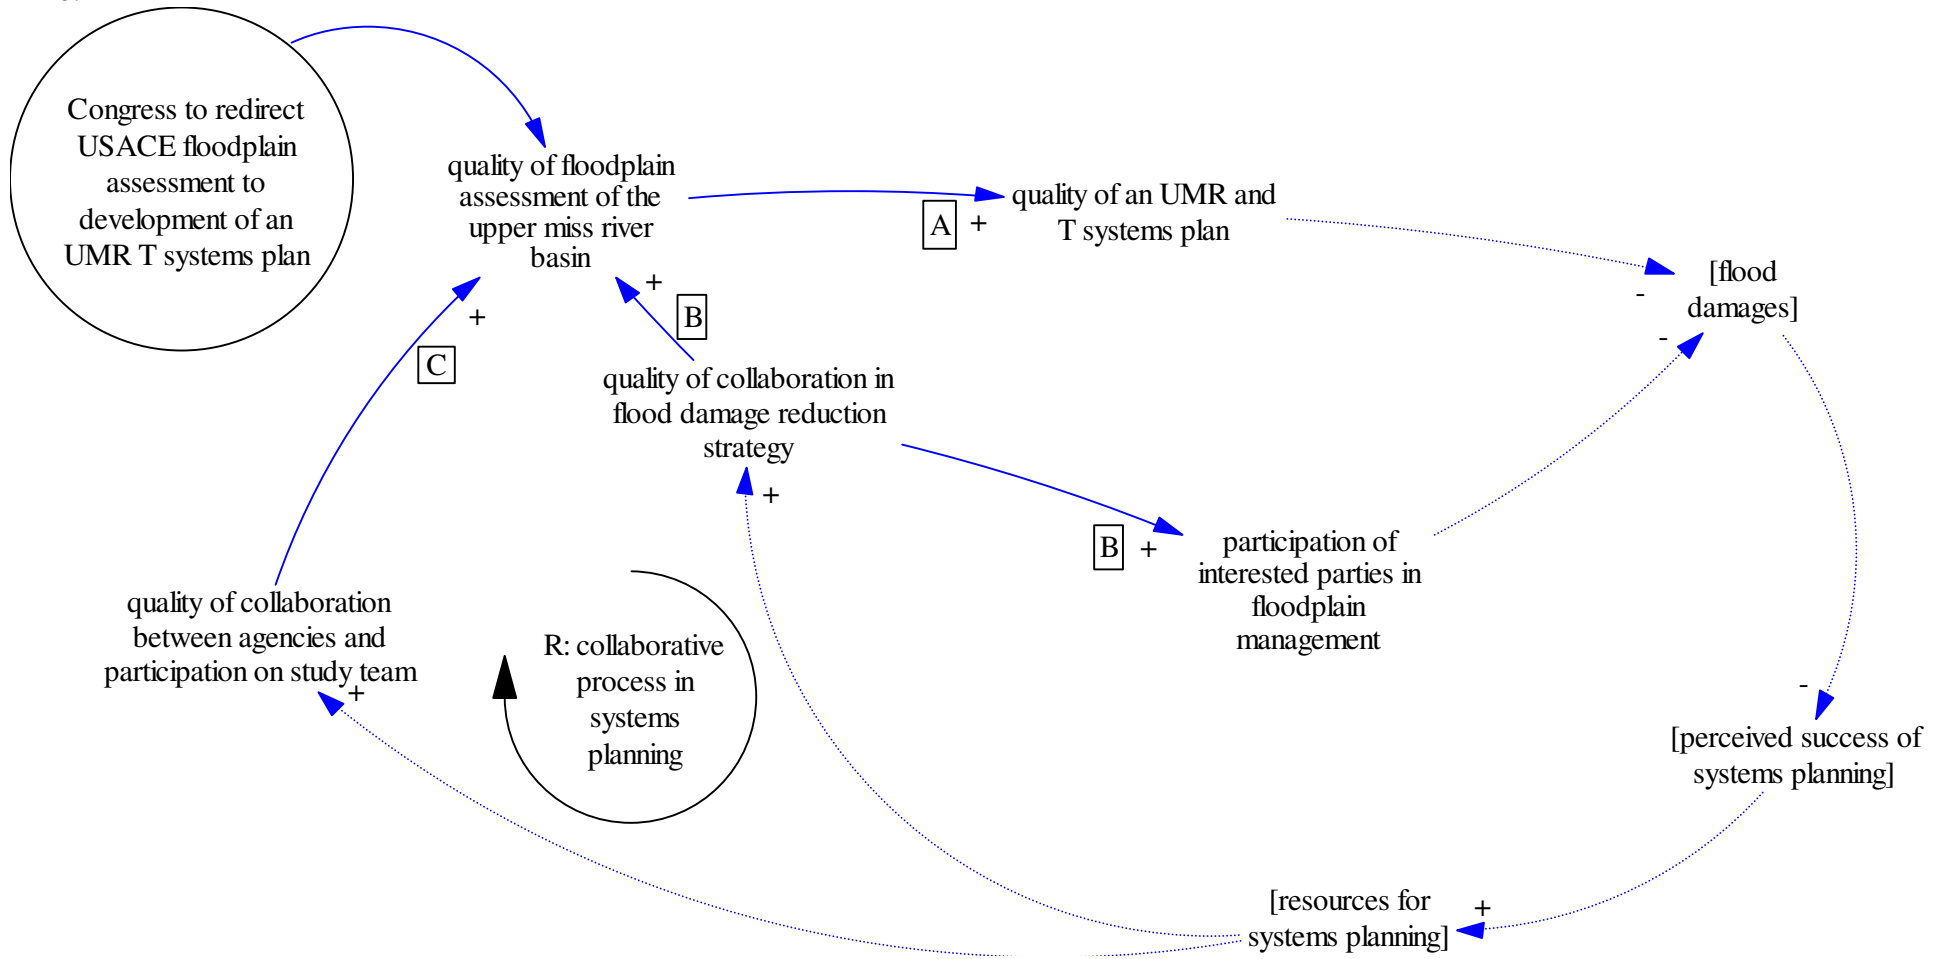 Congress to redirect
USACE floodplain
assessment to
development of an
UMR T systems plan
quality of floodplain
assessment of the
upper miss river
basin
A +
quality of an UMR and
T systems plan
-
[flood
damages]
-
+
B
+
C
quality of collaboration in
flood damage reduction
strategy
+
B +
participation of
interested parties in
floodplain
management
quality of collaboration
between agencies and
participation on study team
+
R: collaborative
process in
systems
planning
-
[perceived success of
systems planning]
[resources for
systems planning]
+